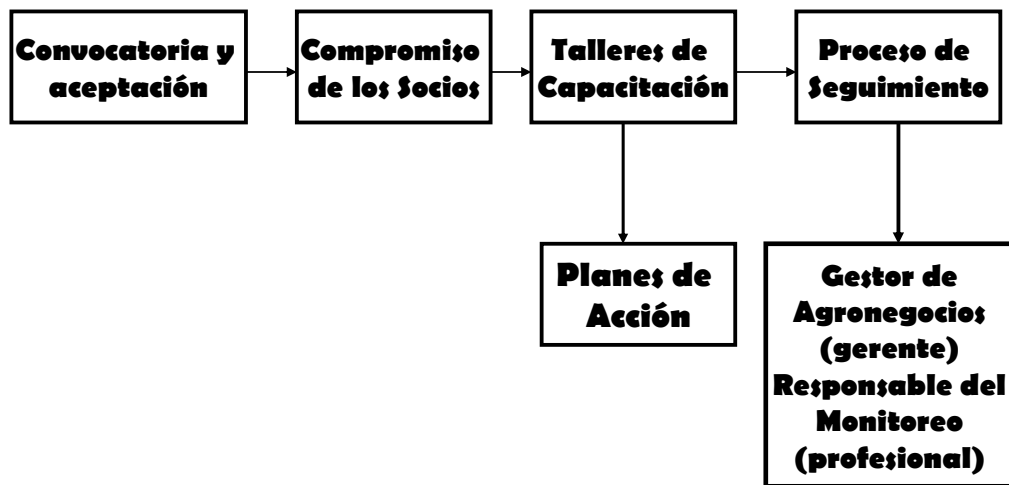 Convocatoria y
aceptación
Compromiso
de los Socios
Talleres de
Capacitación
Proceso de
Seguimiento
Planes de
Acción
Gestor de
Agronegocios
(gerente)
Responsable del
Monitoreo
(profesional)